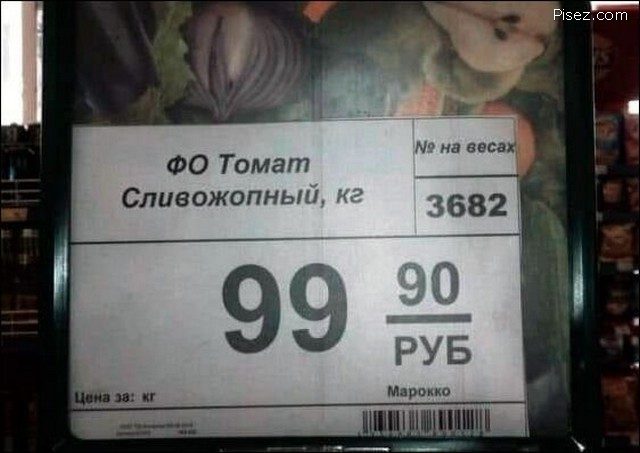 Pisez.com
ФО Томат
Сливожопный, кг
№ на весах
3682
99 90
РУБ
Цена за: кг
Марокко